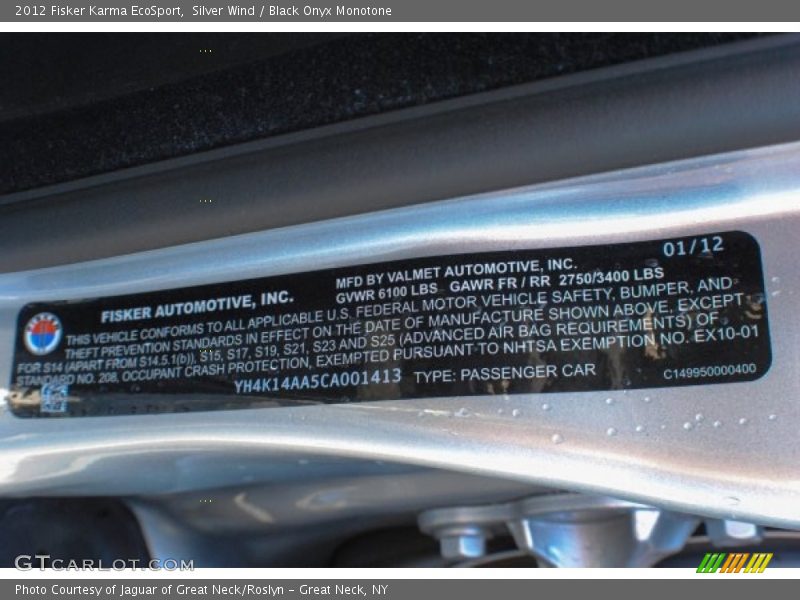 2012 Fisker Karma EcoSport, Silver Wind / Black Onyx Monotone
01/12
FISKER AUTOMOTIVE, INC. MFD BY VALMET AUTOMOTIVE, INC.
GVWR 6100 LBS GAWR FR / RR 2750/3400 LBS
THIS VEHICLE CONFORMS TO ALL APPLICABLE U.S. FEDERAL MOTOR VEHICLE SAFETY, BUMPER, AND
THEFT PREVENTION STANDARDS IN EFFECT ON THE DATE OF MANUFACTURE SHOWN ABOVE, EXCEPT
FOR S14 (APART FROM S14.5.1(b)), S15, S17, S19, S21, S23 AND S25 (ADVANCED AIR BAG REQUIREMENTS) OF
STANDARD NO. 208, OCCUPANT CRASH PROTECTION, EXEMPTED PURSUANT TO NHTSA EXEMPTION NO. EX10-01
YH4K14AA5CA001413 TYPE: PASSENGER CAR C149950000400
GTCARLOT.COM
Photo Courtesy of Jaguar of Great Neck/Roslyn – Great Neck, NY